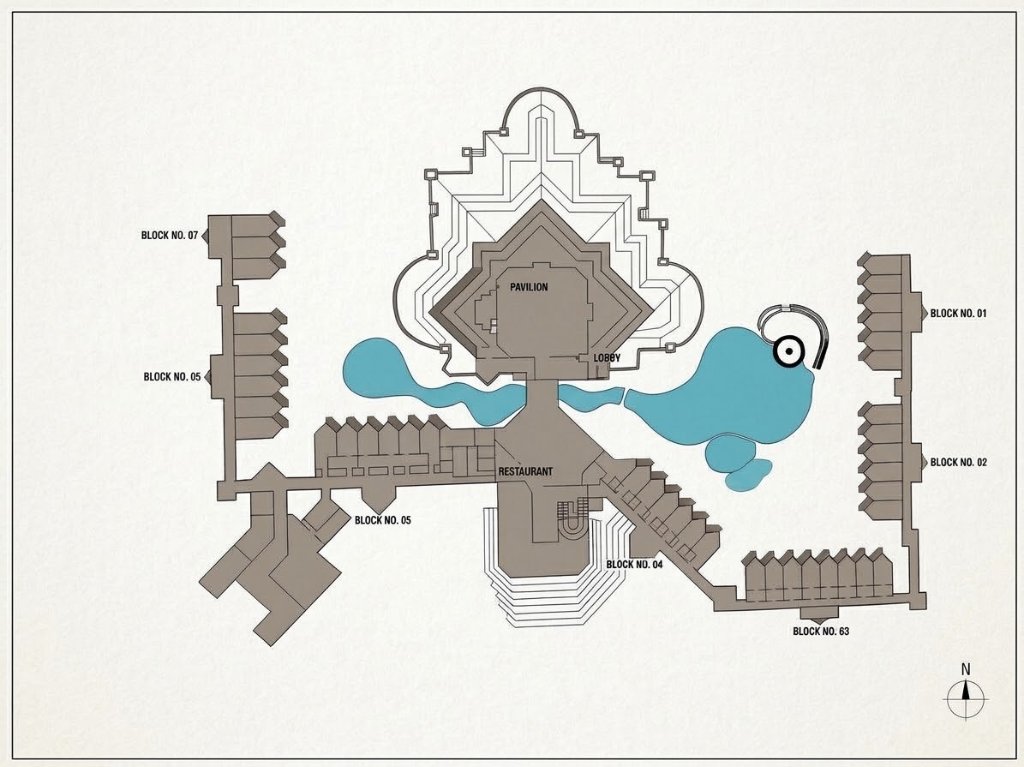 PAVILION
BLOCK NO. 07
BLOCK NO. 01
LOBBY
BLOCK NO. 05
BLOCK NO. 02
RESTAURANT
BLOCK NO. 05
BLOCK NO. 04
BLOCK NO. 63
N